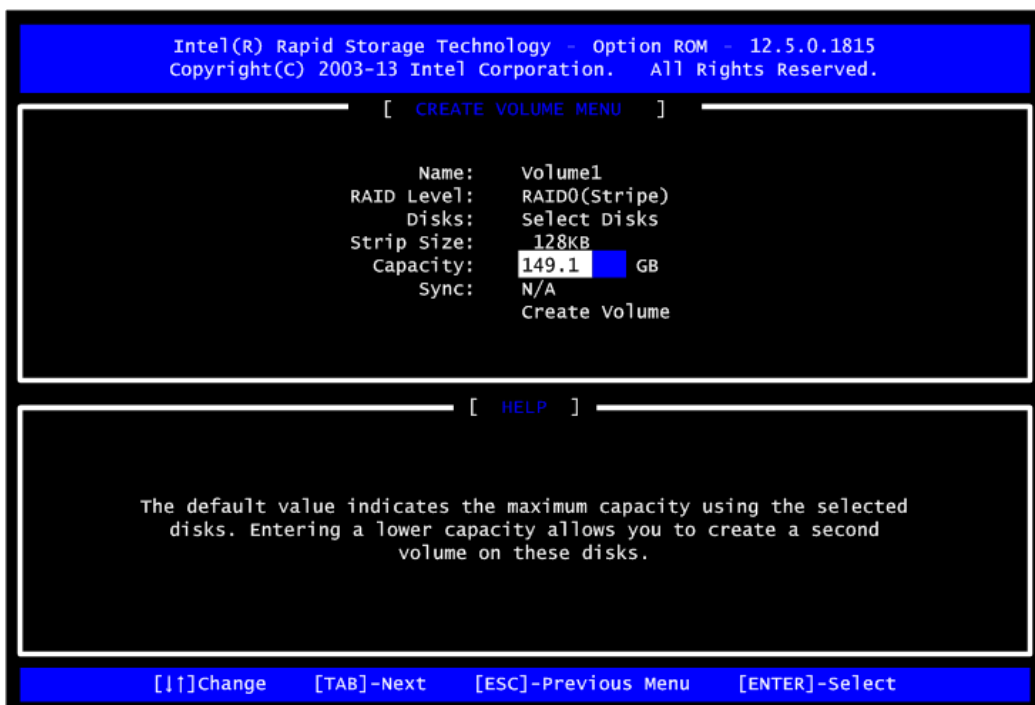 Intel(R) Rapid Storage Technology - Option ROM - 12.5.0.1815
Copyright(C) 2003-13 Intel Corporation. All Rights Reserved.
[ CREATE VOLUME MENU ]
Name: Volume1
RAID Level: RAID0(Stripe)
Disks: Select Disks
Strip Size: 128KB
Capacity: 149.1 GB
Sync: N/A
Create Volume
[ HELP ]
The default value indicates the maximum capacity using the selected
disks. Entering a lower capacity allows you to create a second
volume on these disks.
[↓↑]Change [TAB]-Next [ESC]-Previous Menu [ENTER]-Select